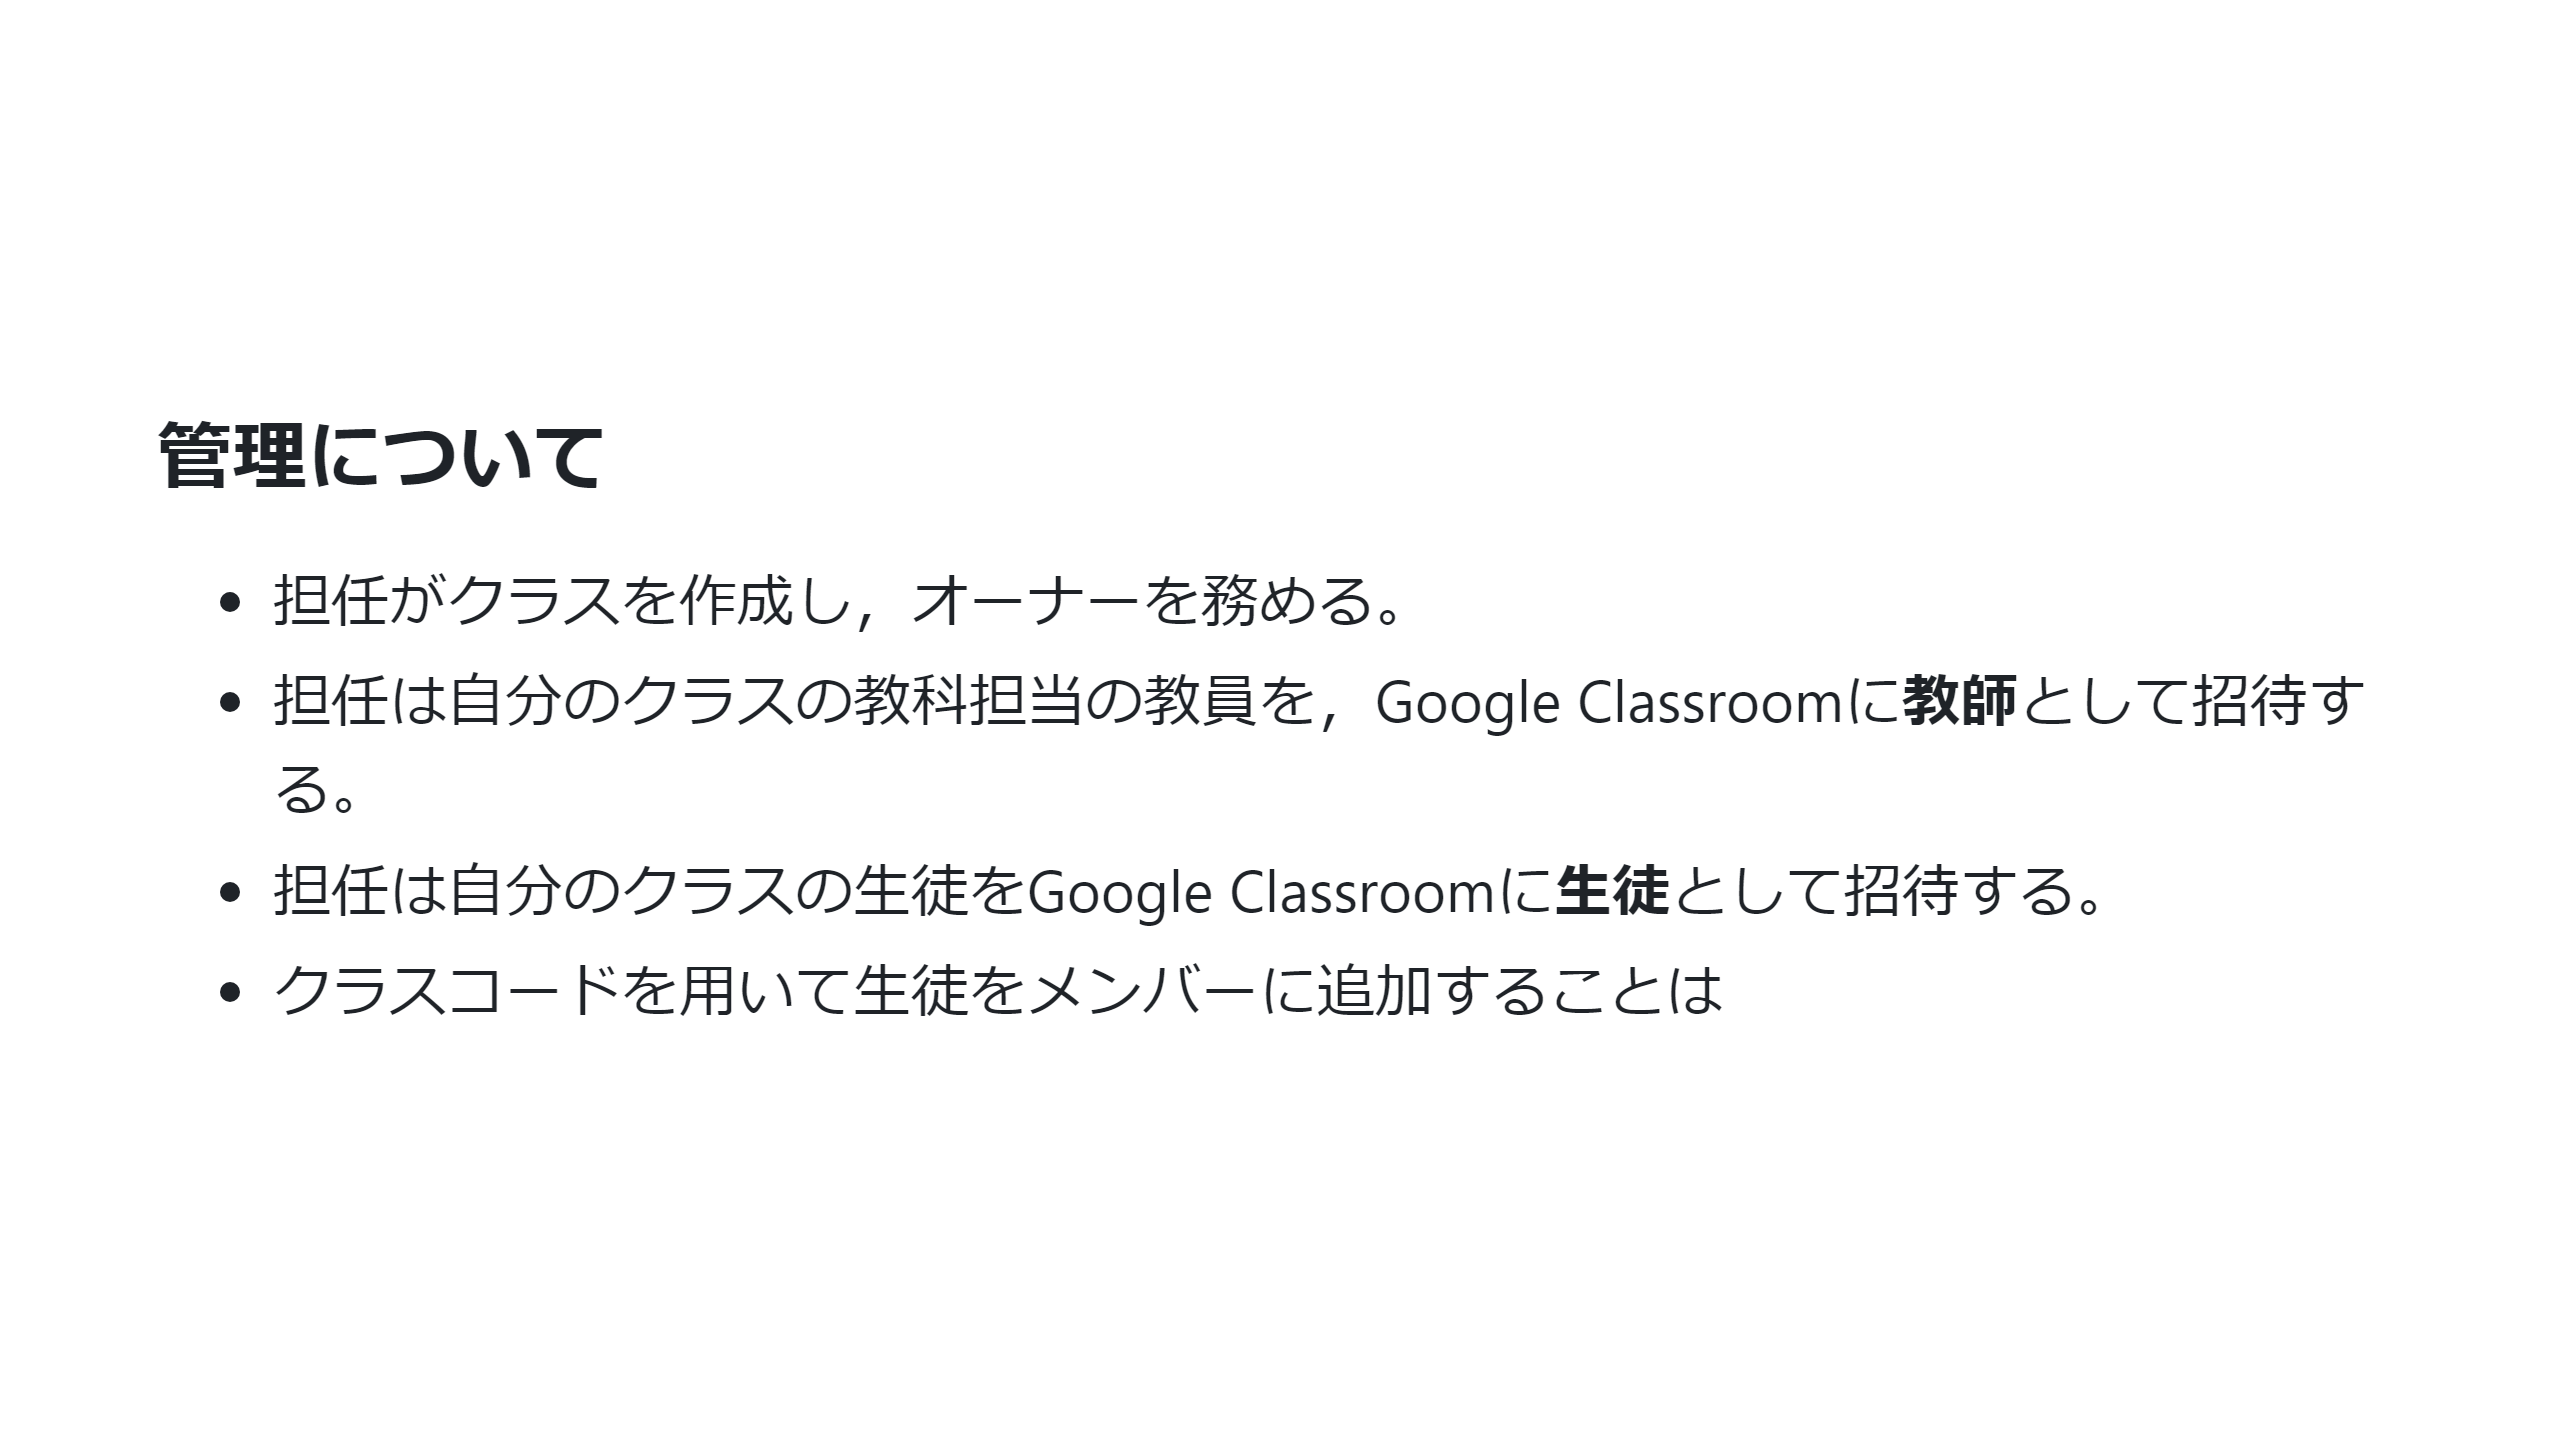 管理について
• 担任がクラスを作成し，オーナーを務める。
• 担任は自分のクラスの教科担当の教員を，Google Classroomに教師として招待す
る。
• 担任は自分のクラスの生徒をGoogle Classroomに生徒として招待する。
• クラスコードを用いて生徒をメンバーに追加することは